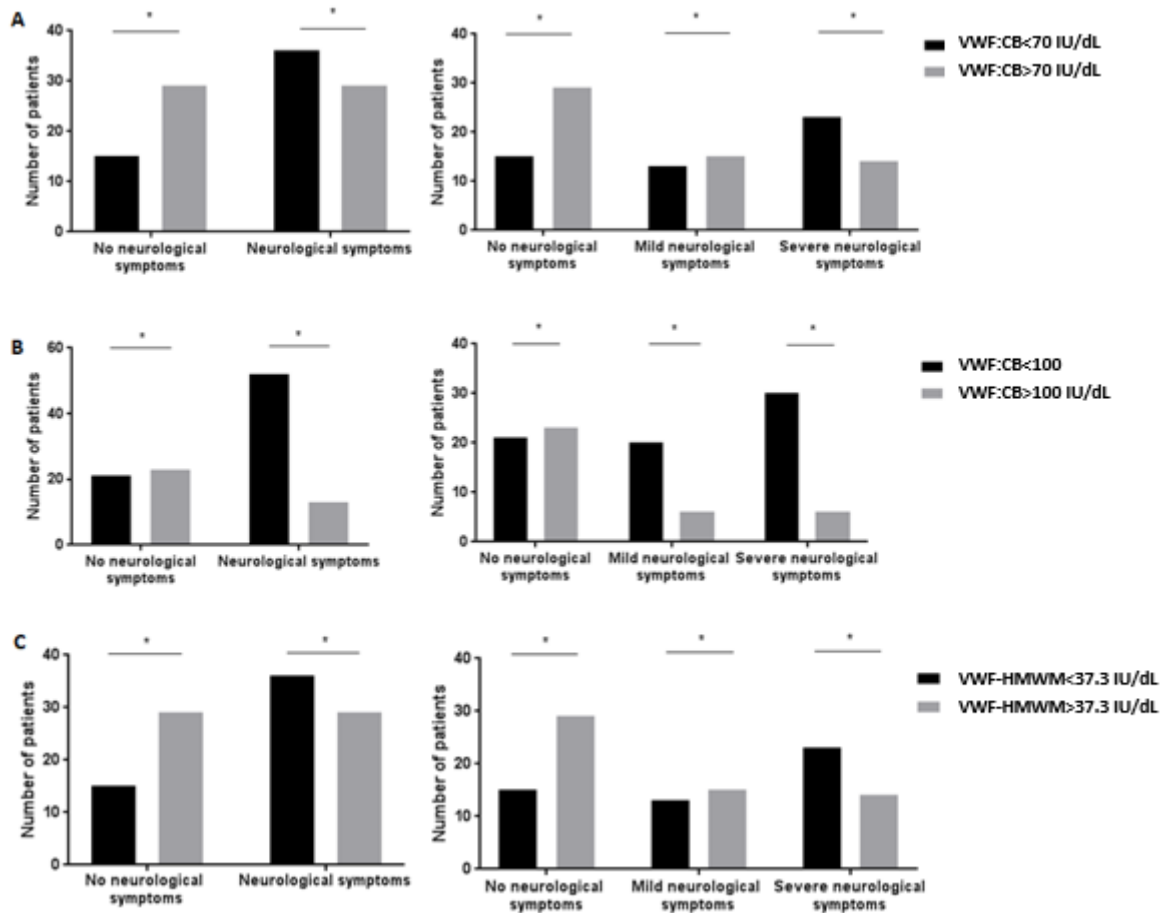 A
Number of patients
40
30
20
10
0
* *
No neurological
symptoms
Neurological symptoms
Number of patients
40
30
20
10
0
* * *
No neurological
symptoms
Mild neurological
symptoms
Severe neurological
symptoms
VWF:CB<70 IU/dL
VWF:CB>70 IU/dL
B
Number of patients
60
40
20
0
* *
No neurological
symptoms
Neurological symptoms
Number of patients
40
30
20
10
0
* * *
No neurological
symptoms
Mild neurological
symptoms
Severe neurological
symptoms
VWF:CB<100
VWF:CB>100 IU/dL
C
Number of patients
40
30
20
10
0
* *
No neurological
symptoms
Neurological symptoms
Number of patients
40
30
20
10
0
* * *
No neurological
symptoms
Mild neurological
symptoms
Severe neurological
symptoms
VWF-HMWM<37.3 IU/dL
VWF-HMWM>37.3 IU/dL